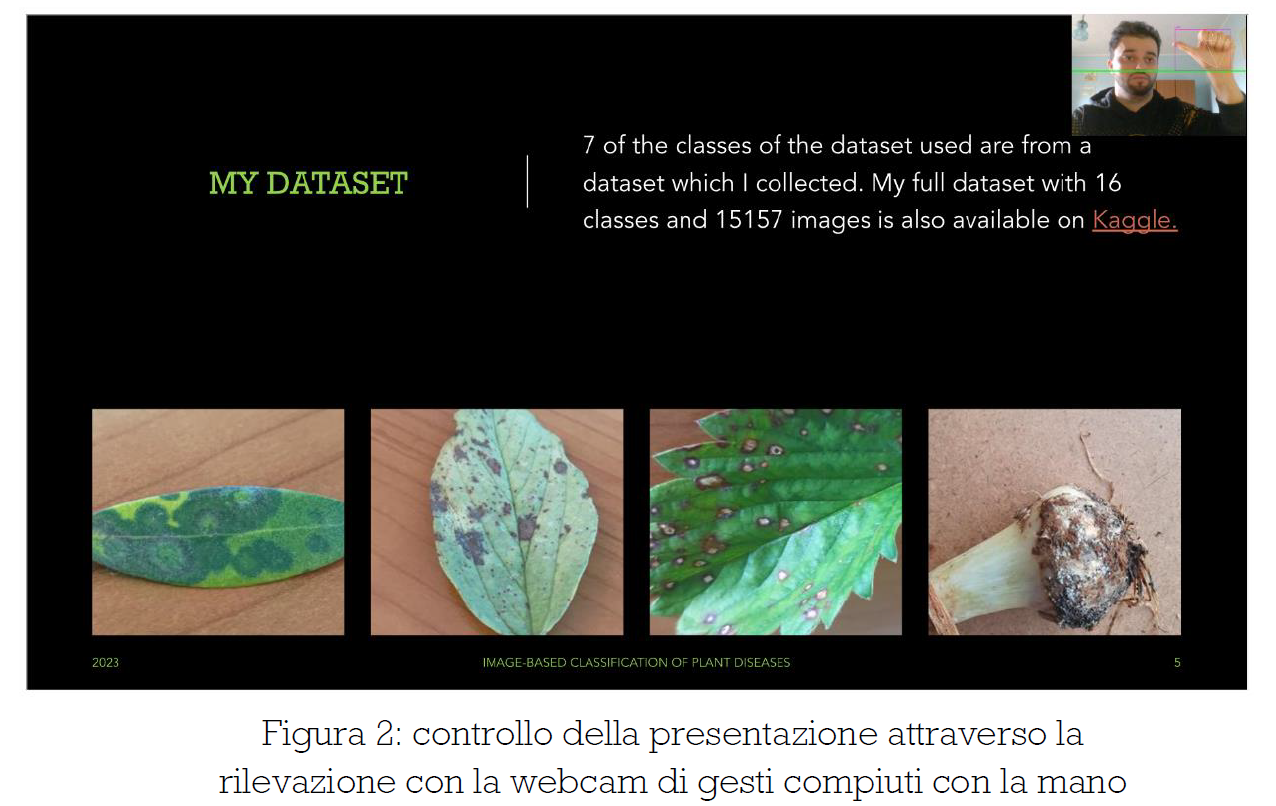 MY DATASET
7 of the classes of the dataset used are from a
dataset which I collected. My full dataset with 16
classes and 15157 images is also available on Kaggle.
2023
IMAGE-BASED CLASSIFICATION OF PLANT DISEASES
5
Figura 2: controllo della presentazione attraverso la
rilevazione con la webcam di gesti compiuti con la mano